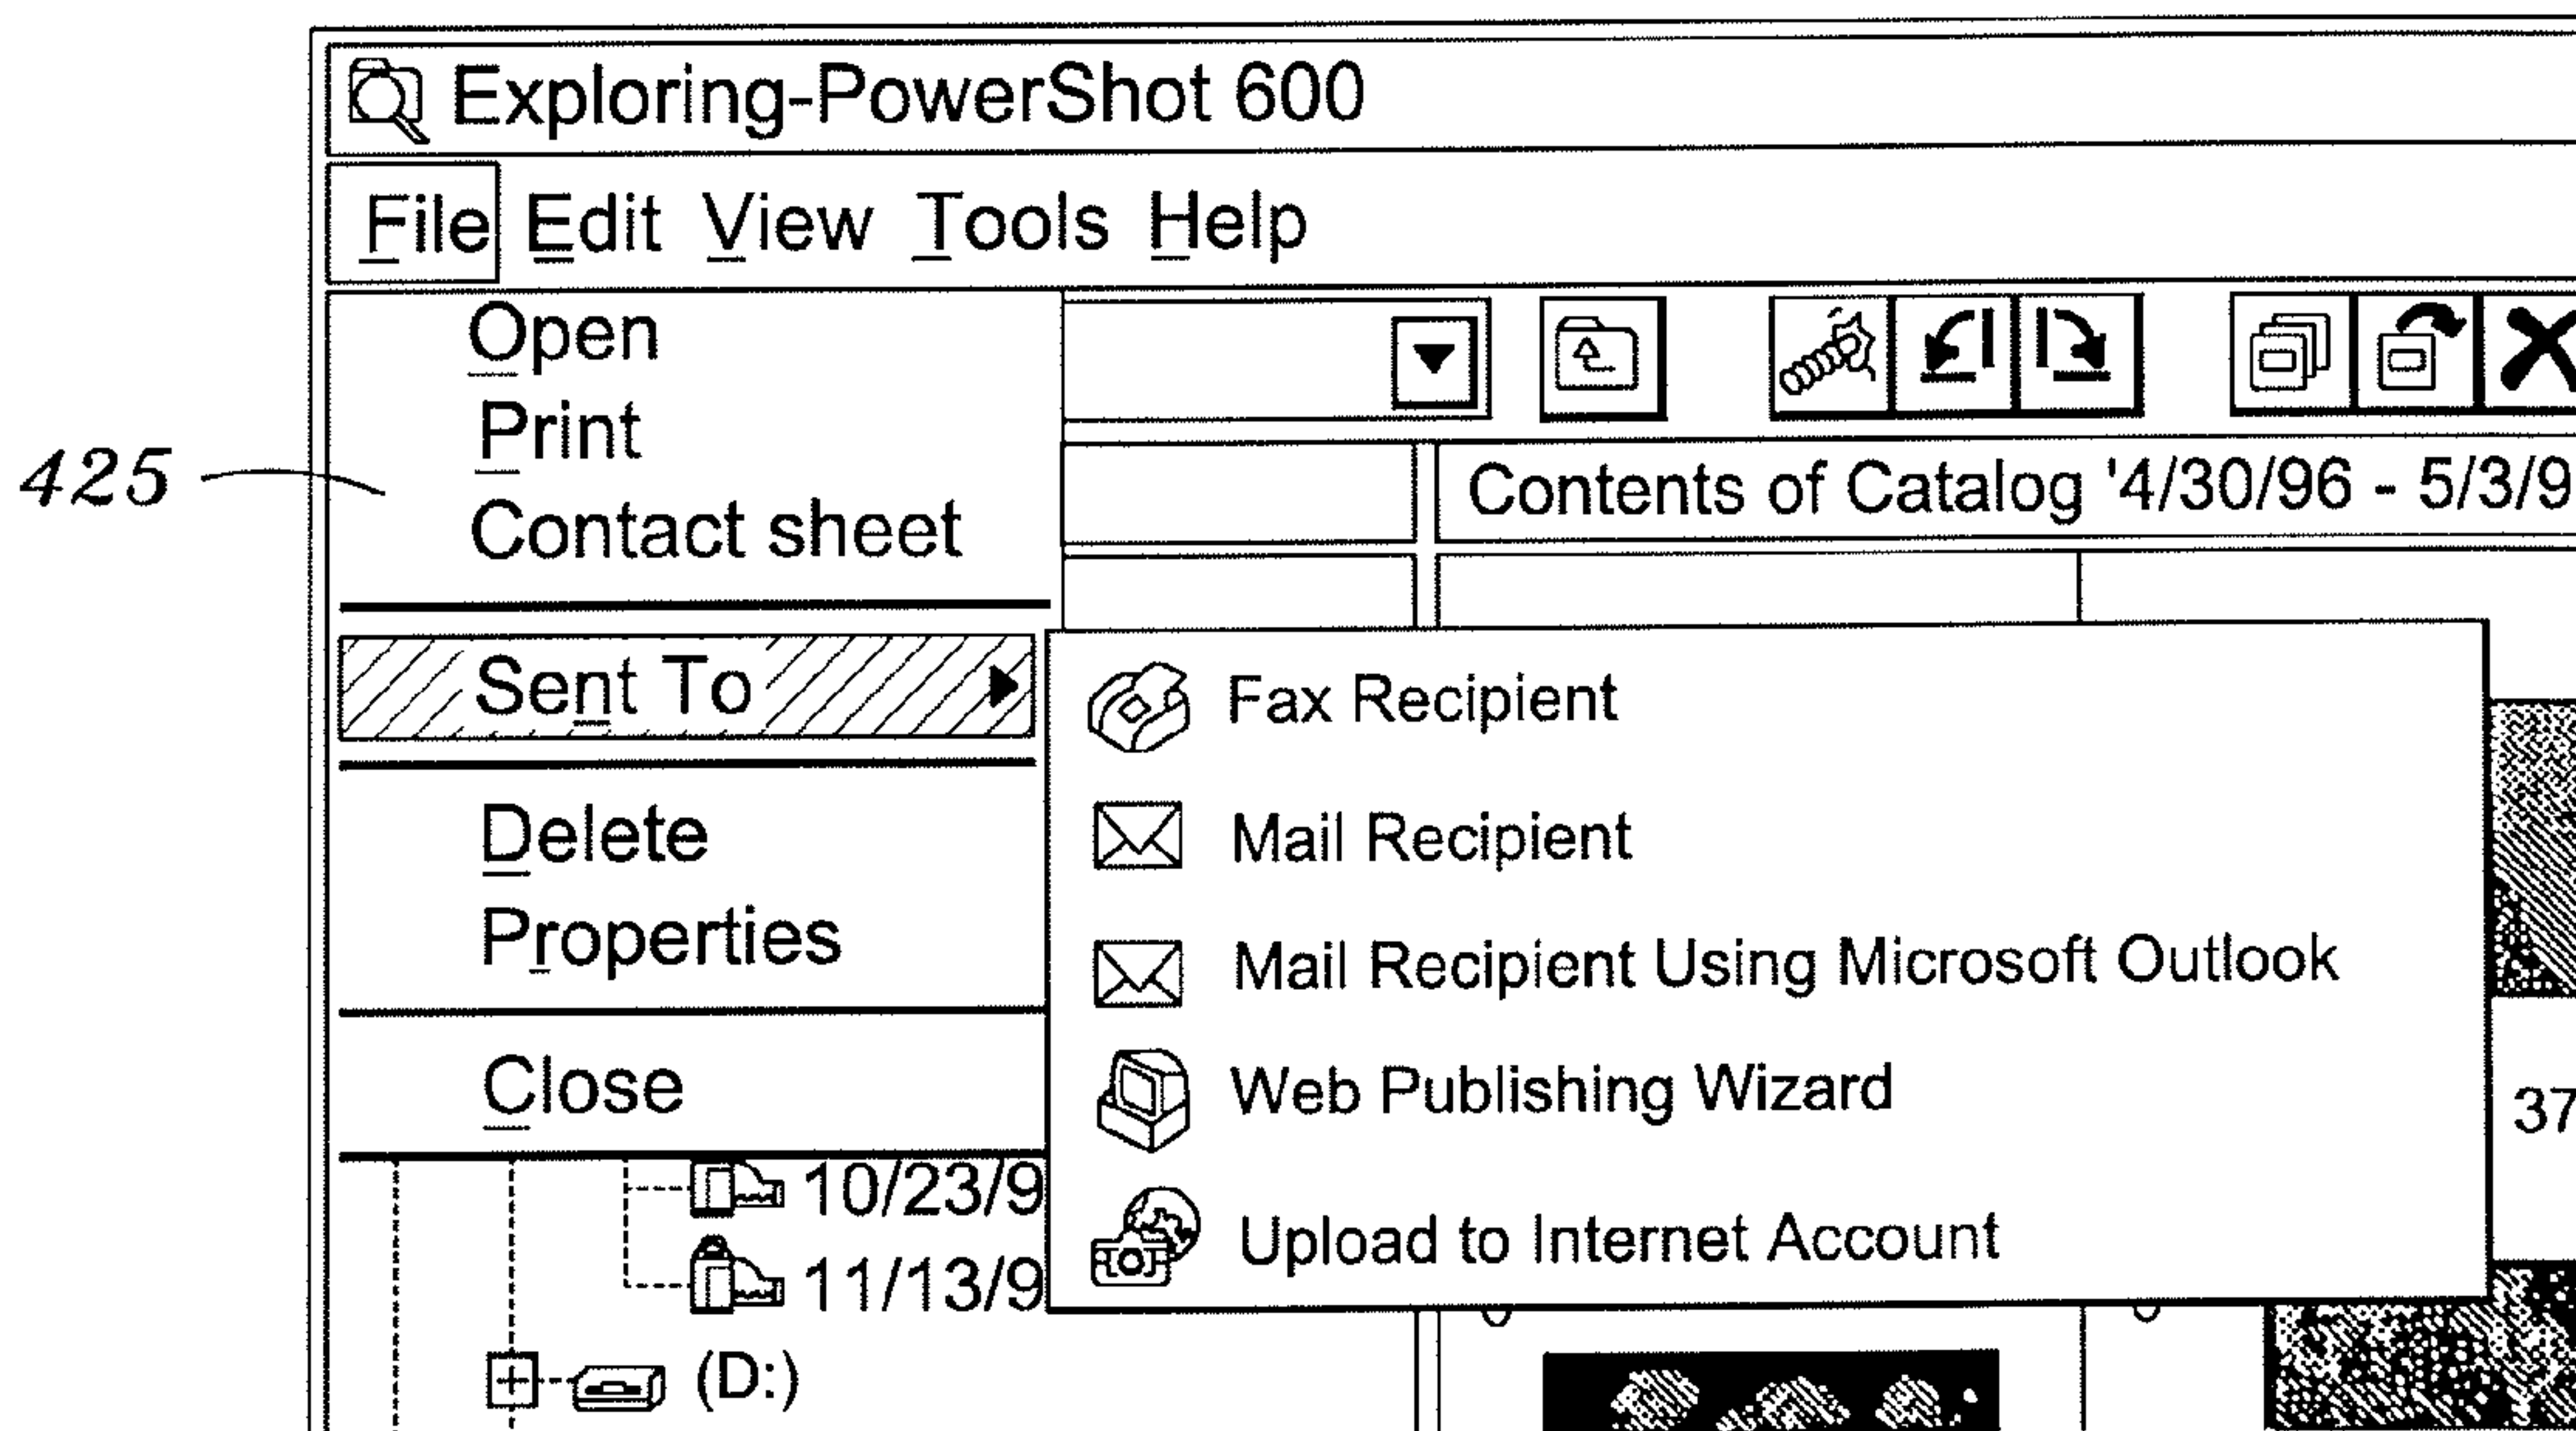 Exploring-PowerShot 600
File Edit View Tools Help
Open
Print
425
Contact sheet
Contents of Catalog '4/30/96 - 5/3/9
Sent To
Fax Recipient
Delete
Mail Recipient
Properties
Mail Recipient Using Microsoft Outlook
Close
Web Publishing Wizard
37
10/23/9
Upload to Internet Account
11/13/9
(D:)